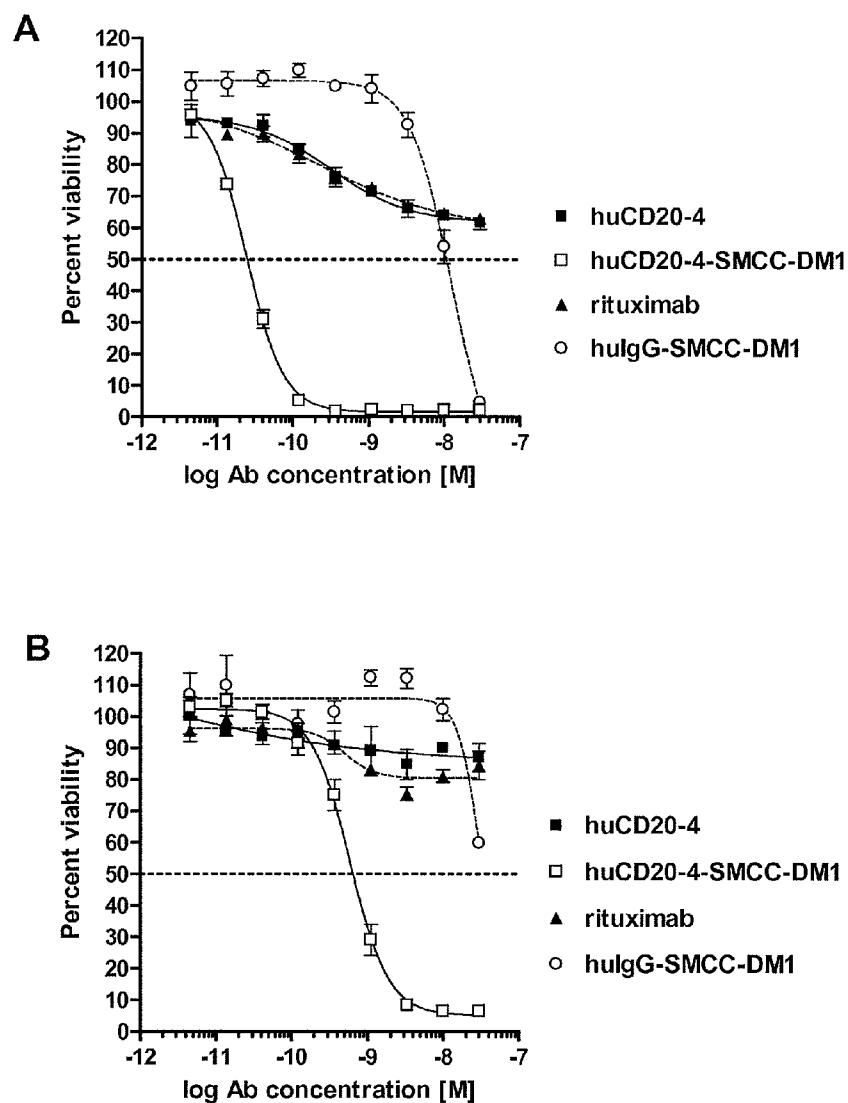 A
120
110
100
90
80
70
60
50
40
30
20
10
0
Percent viability
-12 -11 -10 -9 -8 -7
log Ab concentration [M]
huCD20-4
huCD20-4-SMCC-DM1
rituximab
huIgG-SMCC-DM1
B
120
110
100
90
80
70
60
50
40
30
20
10
0
Percent viability
-12 -11 -10 -9 -8 -7
log Ab concentration [M]
huCD20-4
huCD20-4-SMCC-DM1
rituximab
huIgG-SMCC-DM1